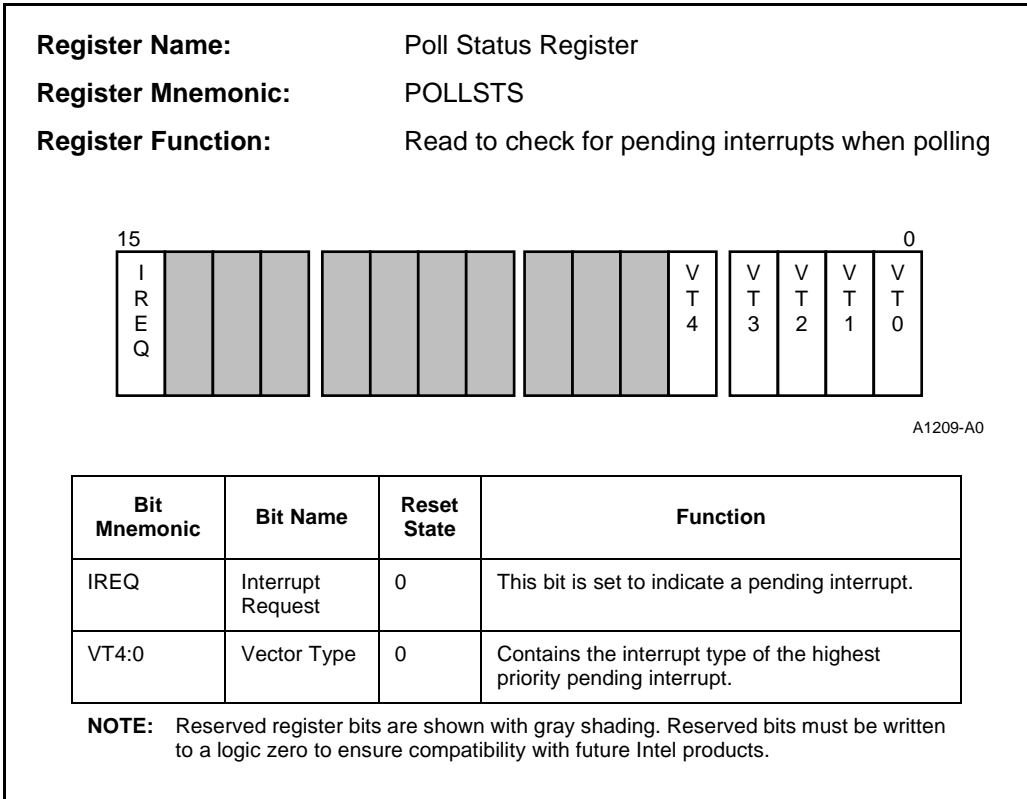 Register Name: Poll Status Register
Register Mnemonic: POLLSTS
Register Function: Read to check for pending interrupts when polling
15 0
I R E Q V T 4 V T 3 V T 2 V T 1 V T 0
A1209-A0
Bit Mnemonic Bit Name Reset State Function
IREQ Interrupt Request 0 This bit is set to indicate a pending interrupt.
VT4:0 Vector Type 0 Contains the interrupt type of the highest
priority pending interrupt.
NOTE: Reserved register bits are shown with gray shading. Reserved bits must be written
to a logic zero to ensure compatibility with future Intel products.